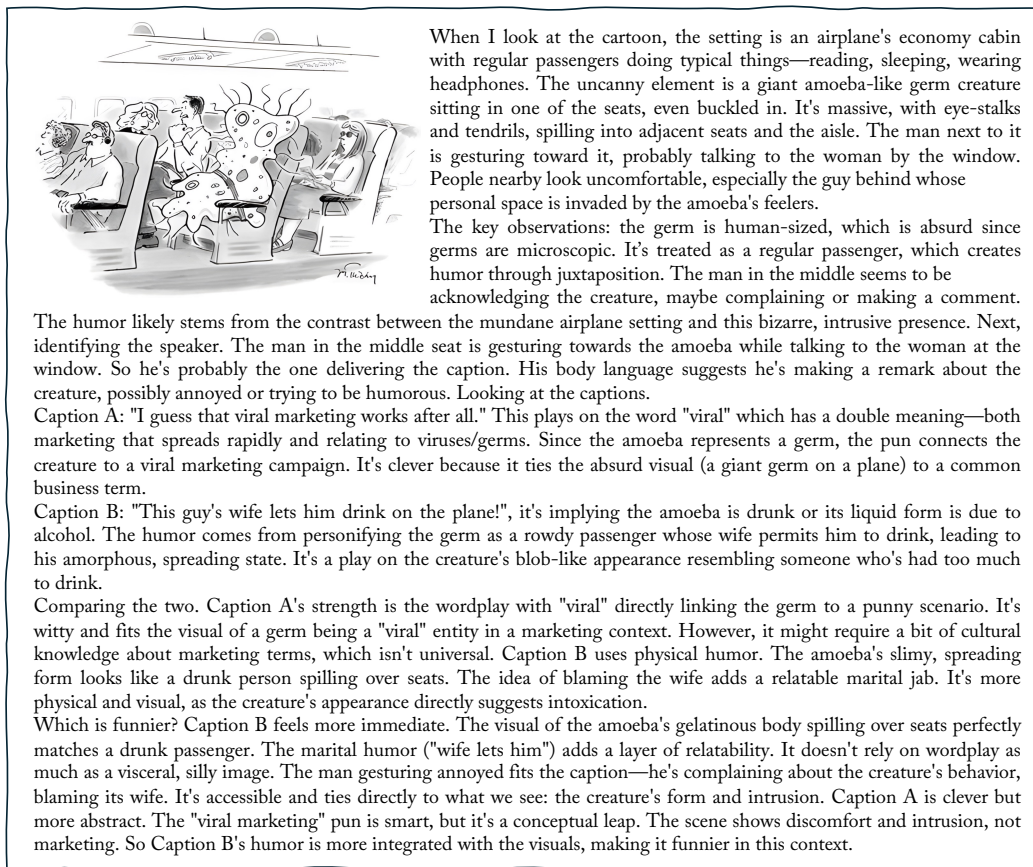 When I look at the cartoon, the setting is an airplane's economy cabin
with regular passengers doing typical things—reading, sleeping, wearing
headphones. The uncanny element is a giant amoeba-like germ creature
sitting in one of the seats, even buckled in. It's massive, with eye-stalks
and tendrils, spilling into adjacent seats and the aisle. The man next to it
is gesturing toward it, probably talking to the woman by the window.
People nearby look uncomfortable, especially the guy behind whose
personal space is invaded by the amoeba's feelers.
The key observations: the germ is human-sized, which is absurd since
germs are microscopic. It's treated as a regular passenger, which creates
humor through juxtaposition. The man in the middle seems to be
acknowledging the creature, maybe complaining or making a comment.
The humor likely stems from the contrast between the mundane airplane setting and this bizarre, intrusive presence. Next,
identifying the speaker. The man in the middle seat is gesturing towards the amoeba while talking to the woman at the
window. So he's probably the one delivering the caption. His body language suggests he's making a remark about the
creature, possibly annoyed or trying to be humorous. Looking at the captions.
Caption A: "I guess that viral marketing works after all." This plays on the word "viral" which has a double meaning—both
marketing that spreads rapidly and relating to viruses/germs. Since the amoeba represents a germ, the pun connects the
creature to a viral marketing campaign. It's clever because it ties the absurd visual (a giant germ on a plane) to a common
business term.
Caption B: "This guy's wife lets him drink on the plane!", it's implying the amoeba is drunk or its liquid form is due to
alcohol. The humor comes from personifying the germ as a rowdy passenger whose wife permits him to drink, leading to
his amorphous, spreading state. It's a play on the creature's blob-like appearance resembling someone who's had too much
to drink.
Comparing the two. Caption A's strength is the wordplay with "viral" directly linking the germ to a punny scenario. It's
witty and fits the visual of a germ being a "viral" entity in a marketing context. However, it might require a bit of cultural
knowledge about marketing terms, which isn't universal. Caption B uses physical humor. The amoeba's slimy, spreading
form looks like a drunk person spilling over seats. The idea of blaming the wife adds a relatable marital jab. It's more
physical and visual, as the creature's appearance directly suggests intoxication.
Which is funnier? Caption B feels more immediate. The visual of the amoeba's gelatinous body spilling over seats perfectly
matches a drunk passenger. The marital humor ("wife lets him") adds a layer of relatability. It doesn't rely on wordplay as
much as a visceral, silly image. The man gesturing annoyed fits the caption—he's complaining about the creature's behavior,
blaming its wife. It's accessible and ties directly to what we see: the creature's form and intrusion. Caption A is clever but
more abstract. The "viral marketing" pun is smart, but it's a conceptual leap. The scene shows discomfort and intrusion, not
marketing. So Caption B's humor is more integrated with the visuals, making it funnier in this context.